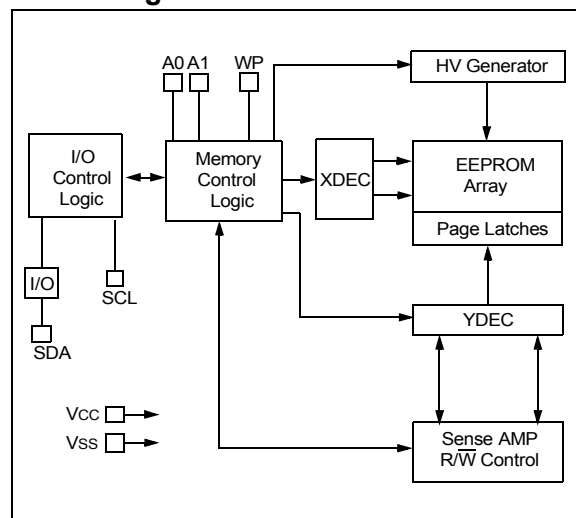 A0 A1 WP
HV Generator
I/O
Control
Logic
Memory
Control
Logic
XDEC
EEPROM
Array
Page Latches
I/O
SCL
SDA
YDEC
VCC
VSS
Sense AMP
R/W̅ Control